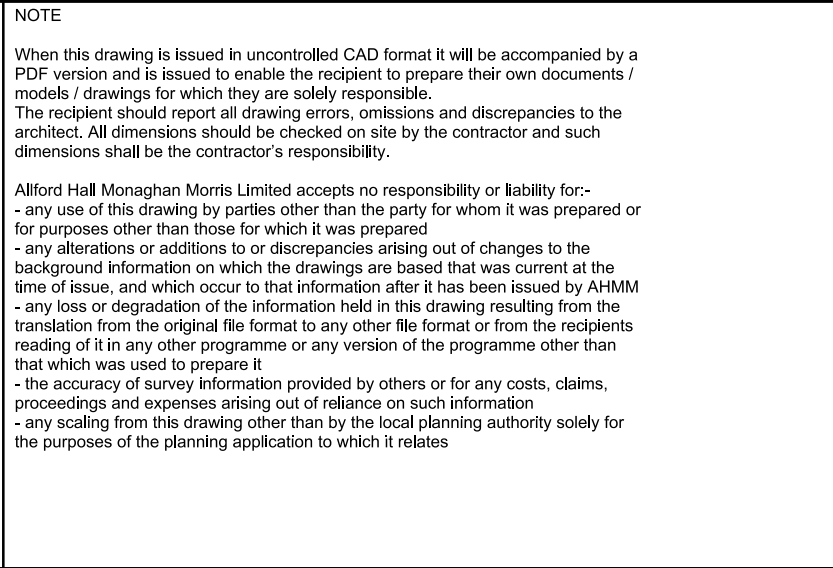 NOTE
When this drawing is issued in uncontrolled CAD format it will be accompanied by a
PDF version and is issued to enable the recipient to prepare their own documents /
models / drawings for which they are solely responsible.
The recipient should report all drawing errors, omissions and discrepancies to the
architect. All dimensions should be checked on site by the contractor and such
dimensions shall be the contractor's responsibility.
Allford Hall Monaghan Morris Limited accepts no responsibility or liability for:-
- any use of this drawing by parties other than the party for whom it was prepared or
for purposes other than those for which it was prepared
- any alterations or additions to or discrepancies arising out of changes to the
background information on which the drawings are based that was current at the
time of issue, and which occur to that information after it has been issued by AHMM
- any loss or degradation of the information held in this drawing resulting from the
translation from the original file format to any other file format or from the recipients
reading of it in any other programme or any version of the programme other than
that which was used to prepare it
- the accuracy of survey information provided by others or for any costs, claims,
proceedings and expenses arising out of reliance on such information
- any scaling from this drawing other than by the local planning authority solely for
the purposes of the planning application to which it relates